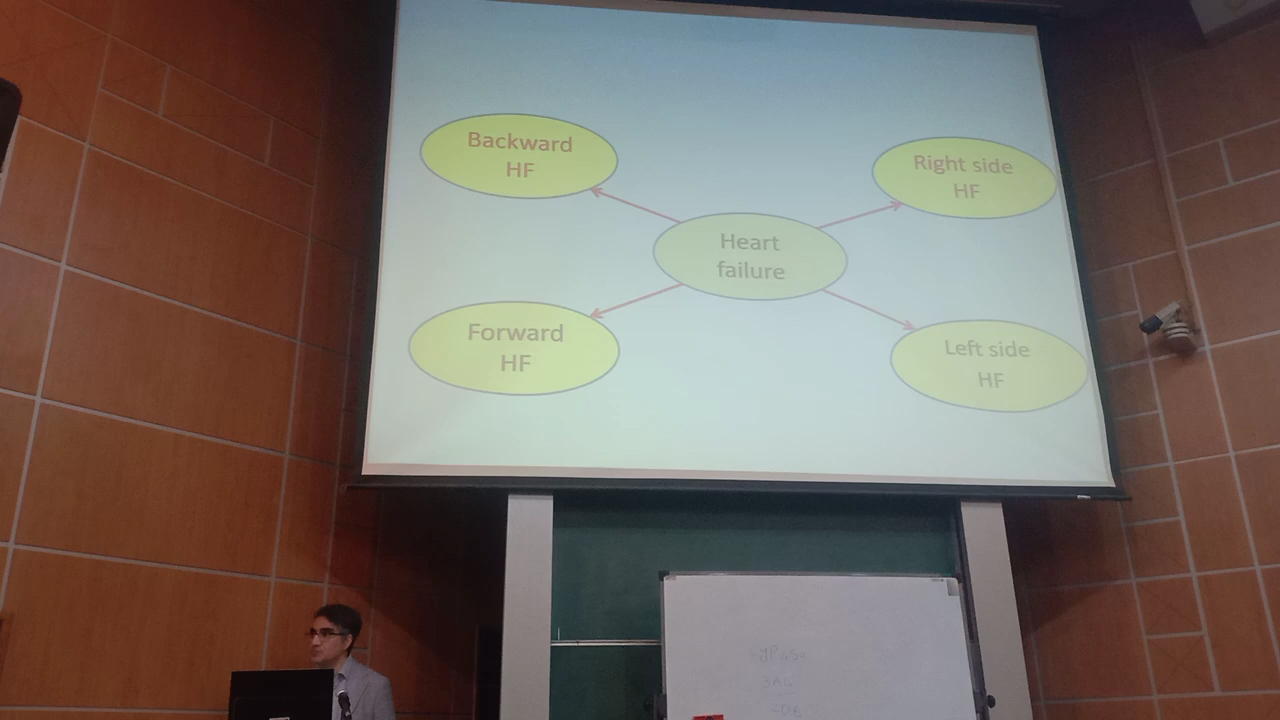 Backward
HF
Right side
HF
Heart
failure
Forward
HF
Left side
HF